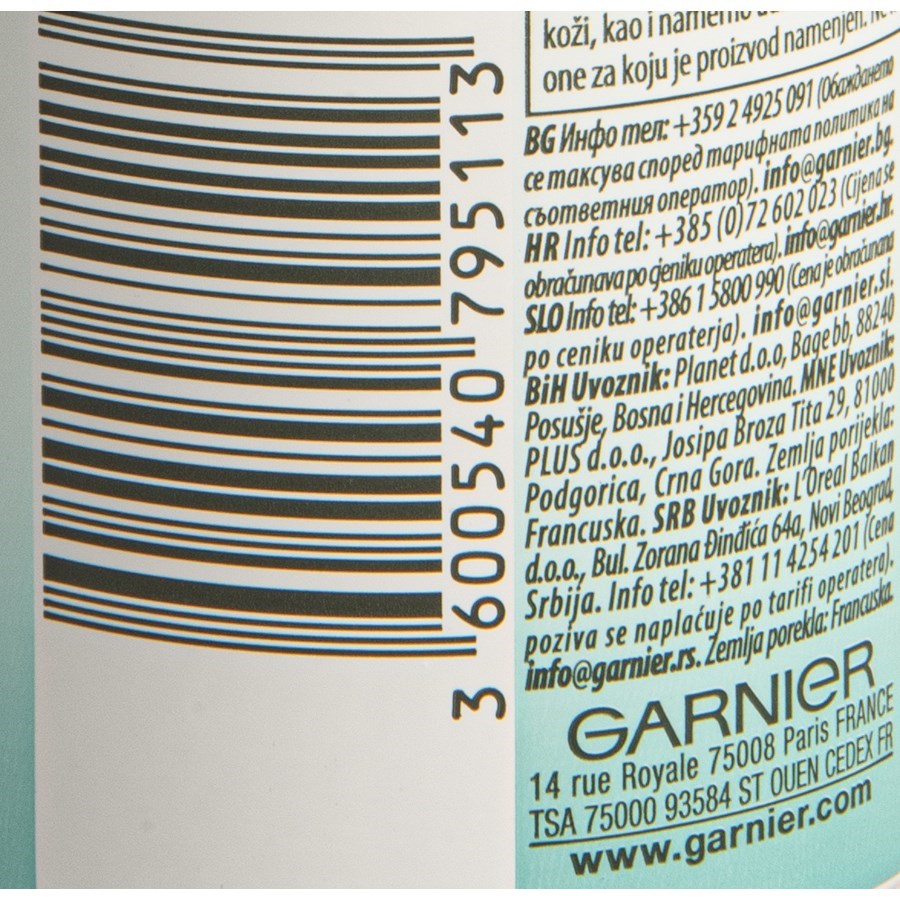 3 600540 795113
koži, kao i namenu
one za koju je proizvod namenjen.
BG Инфо тел: +359 2 4925 091 (Обаждането
се таксува според тарифната политика на
съответния оператор). info@garnier.bg.
HR Info tel: +385 (0)72 602 023 (Cijena se
obračunava po cjeniku operatera). info@garnier.hr.
SLO Info tel: +386 1 5800 990 (Cena je obračunana
po ceniku operaterja). info@garnier.si.
BiH Uvoznik: Planet d.o.o, Bage bb, 88240
Posušje, Bosna i Hercegovina. MNE Uvoznik:
PLUS d.o.o., Josipa Broza Tita 29, 81000
Podgorica, Crna Gora. Zemlja porijekla:
Francuska. SRB Uvoznik: L'Oreal Balkan
d.o.o., Bul. Zorana Đinđića 64a, Novi Beograd,
Srbija. Info tel: +381 11 4254 201 (Cena
poziva se naplaćuje po tarifi operatera).
info@garnier.rs. Zemlja porekla: Francuska.
GARNIER
14 rue Royale 75008 Paris FRANCE
TSA 75000 93584 ST OUEN CEDEX FR
www.garnier.com